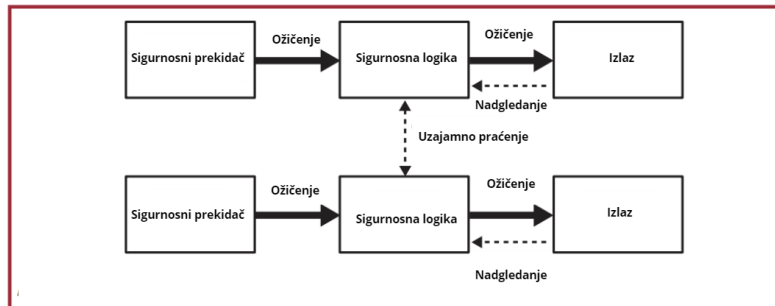 Ožičenje
Ožičenje
Sigurnosni prekidač
Sigurnosna logika
Izlaz
Nadgledanje
Uzajamno praćenje
Ožičenje
Ožičenje
Sigurnosni prekidač
Sigurnosna logika
Izlaz
Nadgledanje